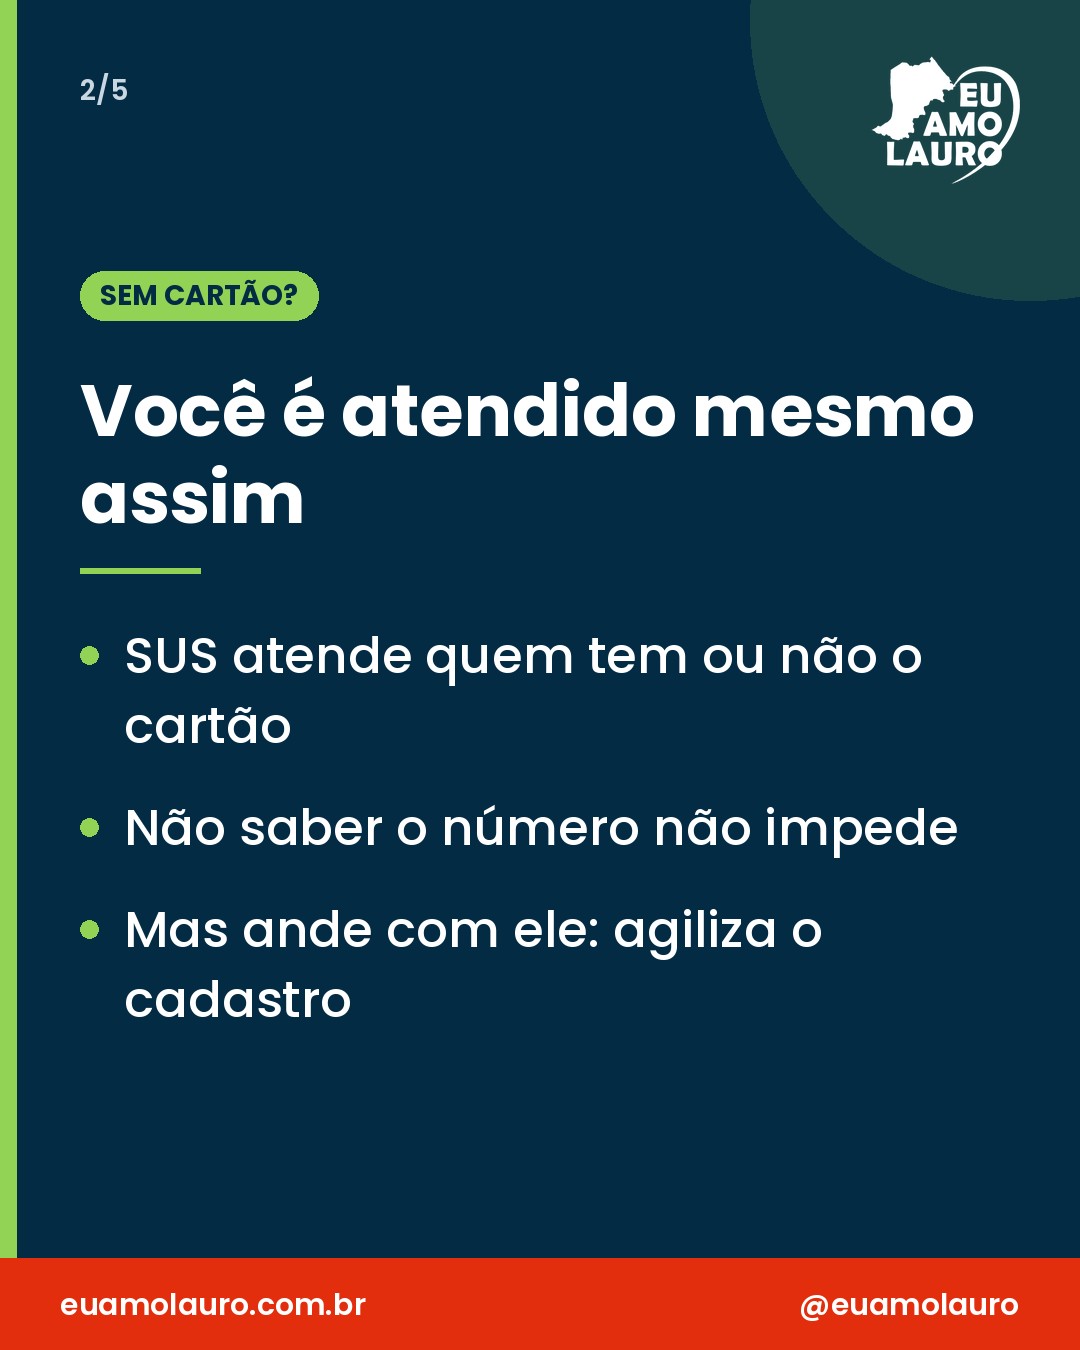 2/5
EU
AMO
LAURO
SEM CARTÃO?
Você é atendido mesmo
assim
SUS atende quem tem ou não o
cartão
Não saber o número não impede
Mas ande com ele: agiliza o
cadastro
euamolauro.com.br
@euamolauro